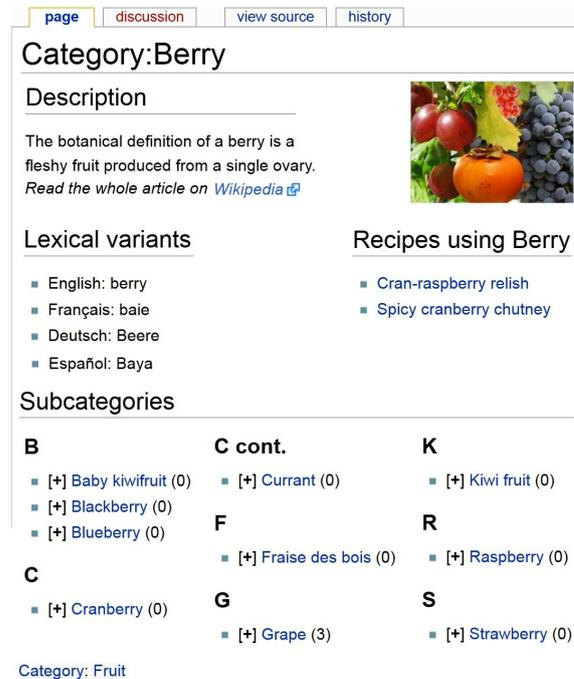 page discussion view source history
Category:Berry
Description
The botanical definition of a berry is a
fleshy fruit produced from a single ovary.
Read the whole article on Wikipedia
Lexical variants
English: berry
Français: baie
Deutsch: Beere
Español: Baya
Recipes using Berry
Cran-raspberry relish
Spicy cranberry chutney
Subcategories
B
[+] Baby kiwifruit (0)
[+] Blackberry (0)
[+] Blueberry (0)
C
[+] Cranberry (0)
C cont.
[+] Currant (0)
F
[+] Fraise des bois (0)
G
[+] Grape (3)
K
[+] Kiwi fruit (0)
R
[+] Raspberry (0)
S
[+] Strawberry (0)
Category: Fruit